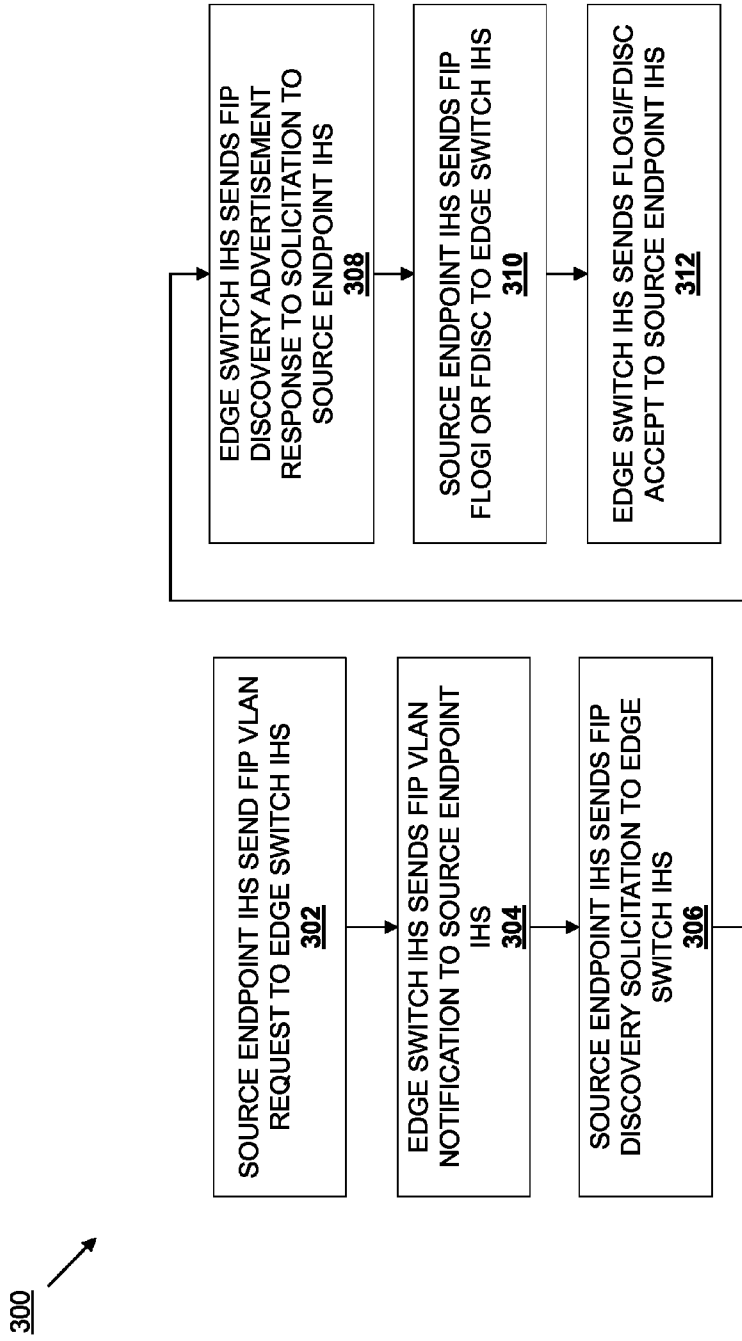 300
SOURCE ENDPOINT IHS SEND FIP VLAN
REQUEST TO EDGE SWITCH IHS
302
EDGE SWITCH IHS SENDS FIP VLAN
NOTIFICATION TO SOURCE ENDPOINT
IHS
304
SOURCE ENDPOINT IHS SENDS FIP
DISCOVERY SOLICITATION TO EDGE
SWITCH IHS
306
EDGE SWITCH IHS SENDS FIP
DISCOVERY ADVERTISEMENT
RESPONSE TO SOLICITATION TO
SOURCE ENDPOINT IHS
308
SOURCE ENDPOINT IHS SENDS FIP
FLOGI OR FDISC TO EDGE SWITCH IHS
310
EDGE SWITCH IHS SENDS FLOGI/FDISC
ACCEPT TO SOURCE ENDPOINT IHS
312